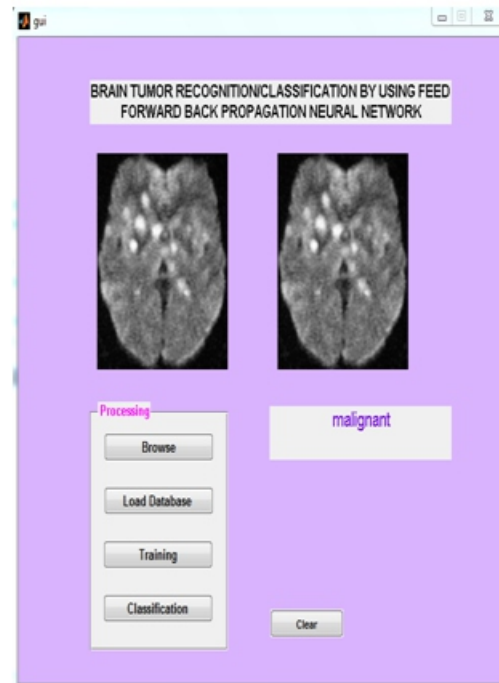 gui
BRAIN TUMOR RECOGNITION/CLASSIFICATION BY USING FEED
FORWARD BACK PROPAGATION NEURAL NETWORK
Processing
Browse
Load Database
Training
Classification
malignant
Clear